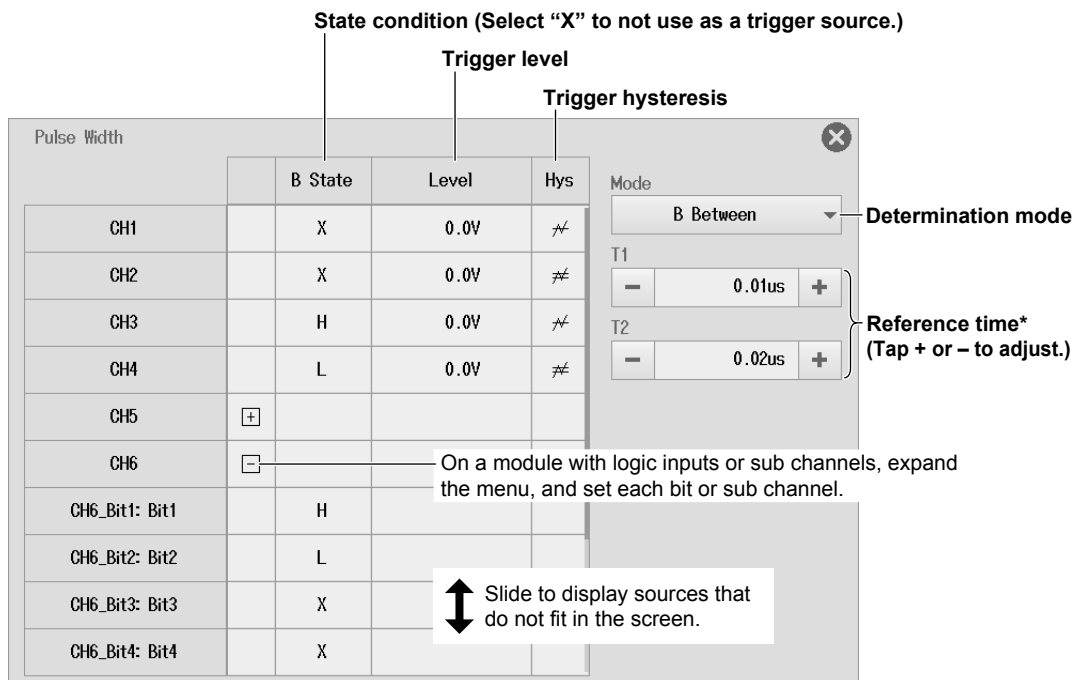 State condition (Select “X” to not use as a trigger source.)
Trigger level
Trigger hysteresis
Pulse Width
B State Level Hys
CH1 X 0.0V
CH2 X 0.0V
CH3 H 0.0V
CH4 L 0.0V
CH5 +
CH6 −
CH6_Bit1: Bit1 H
CH6_Bit2: Bit2 L
CH6_Bit3: Bit3 X
CH6_Bit4: Bit4 X
Mode
B Between
Determination mode
T1
− 0.01us +
T2
− 0.02us +
Reference time*
(Tap + or – to adjust.)
On a module with logic inputs or sub channels, expand
the menu, and set each bit or sub channel.
Slide to display sources that
do not fit in the screen.